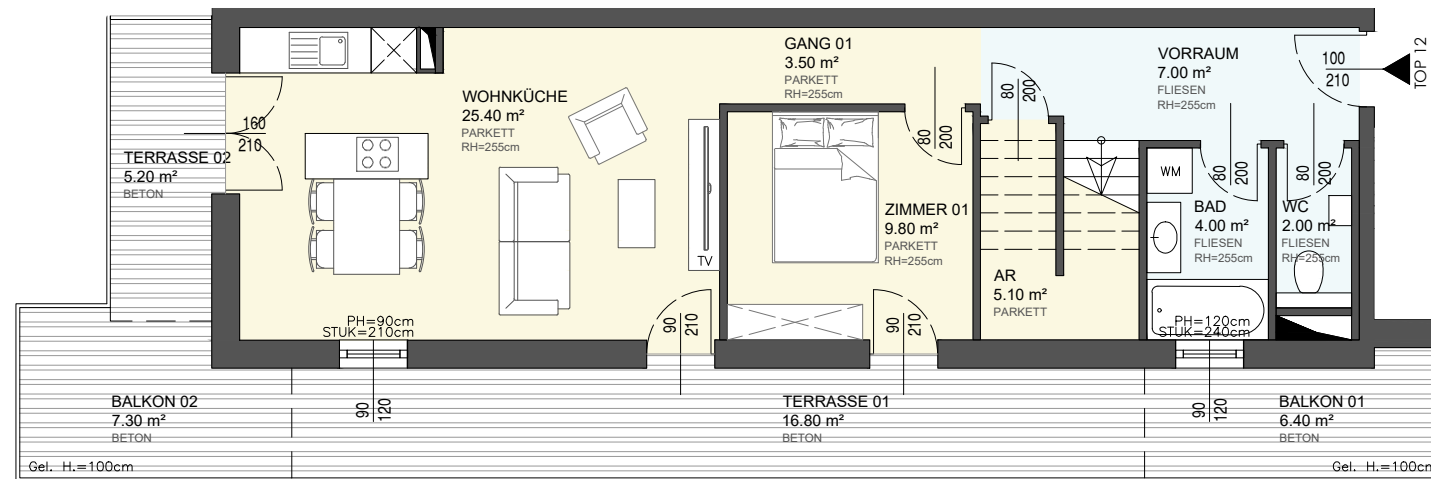 GANG 01
3.50 m²
PARKETT
RH=255cm
VORRAUM
7.00 m²
FLIESEN
RH=255cm
100
210
TOP 12
WOHNKÜCHE
25.40 m²
PARKETT
RH=255cm
80
200
80
200
160
210
TERRASSE 02
5.20 m²
BETON
WM
80
200
80
200
ZIMMER 01
9.80 m²
PARKETT
RH=255cm
BAD
4.00 m²
FLIESEN
RH=255cm
WC
2.00 m²
FLIESEN
RH=255cm
TV
AR
5.10 m²
PARKETT
PH=90cm
STUK=210cm
90
210
90
210
PH=120cm
STUK=240cm
BALKON 02
7.30 m²
BETON
90
120
TERRASSE 01
16.80 m²
BETON
90
120
BALKON 01
6.40 m²
BETON
Gel. H.=100cm
Gel. H.=100cm